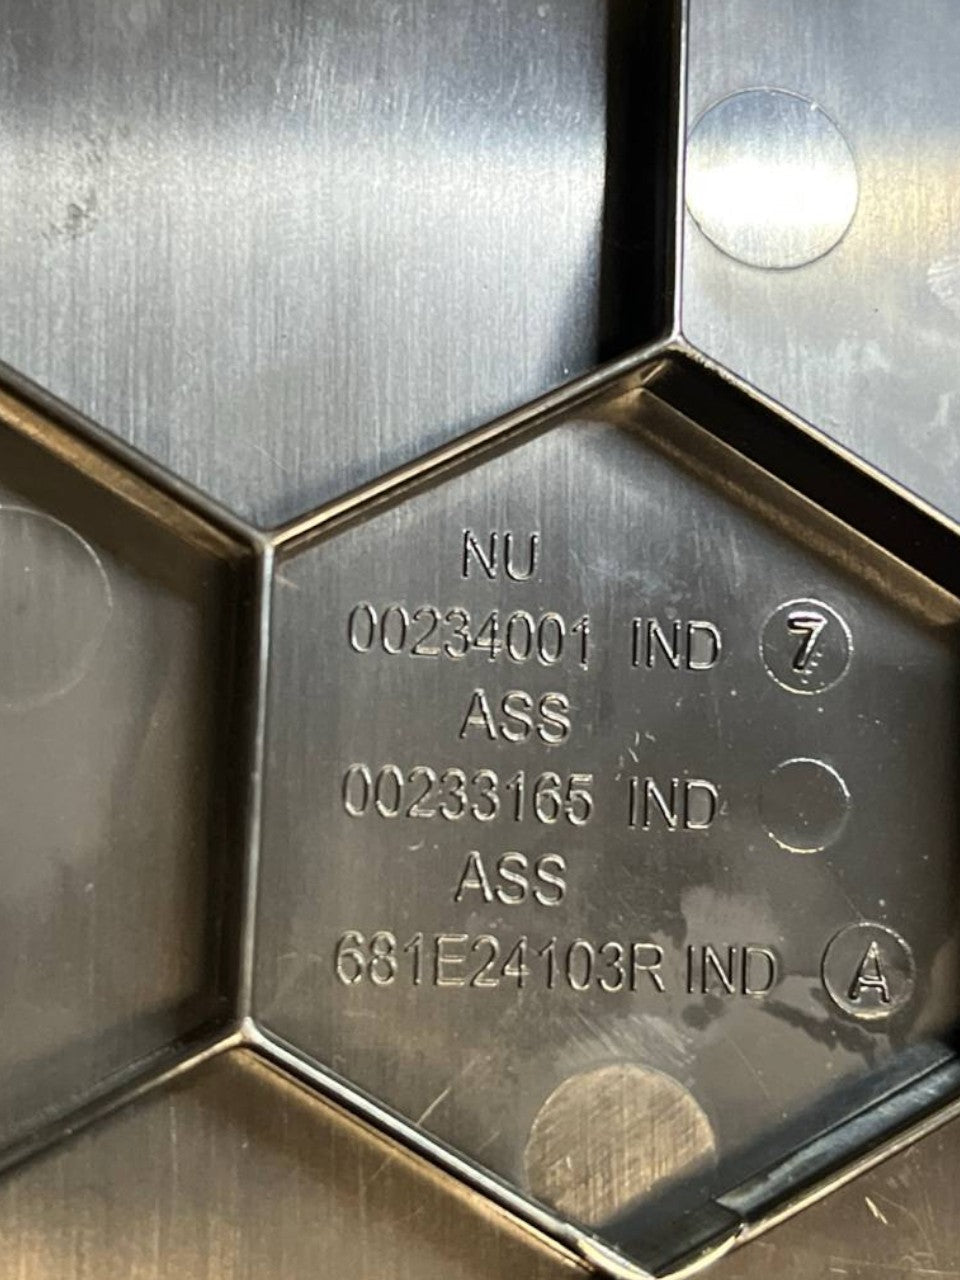 NU
00234001 IND 7
ASS
00233165 IND
ASS
681E24103R IND A